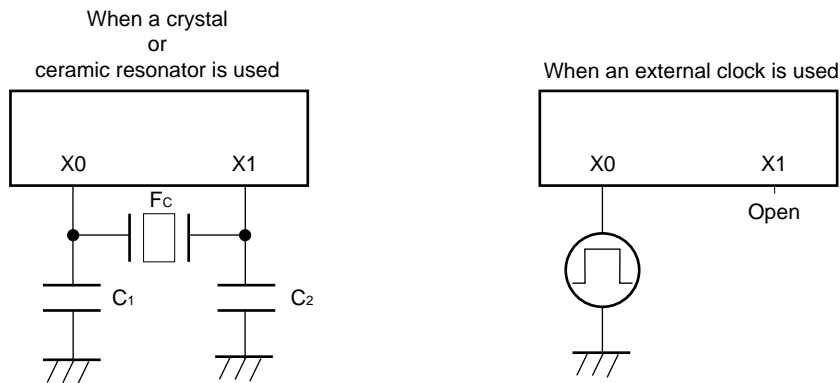 When a crystal
or
ceramic resonator is used
X0 X1
FC
C1 C2
When an external clock is used
X0 X1
Open